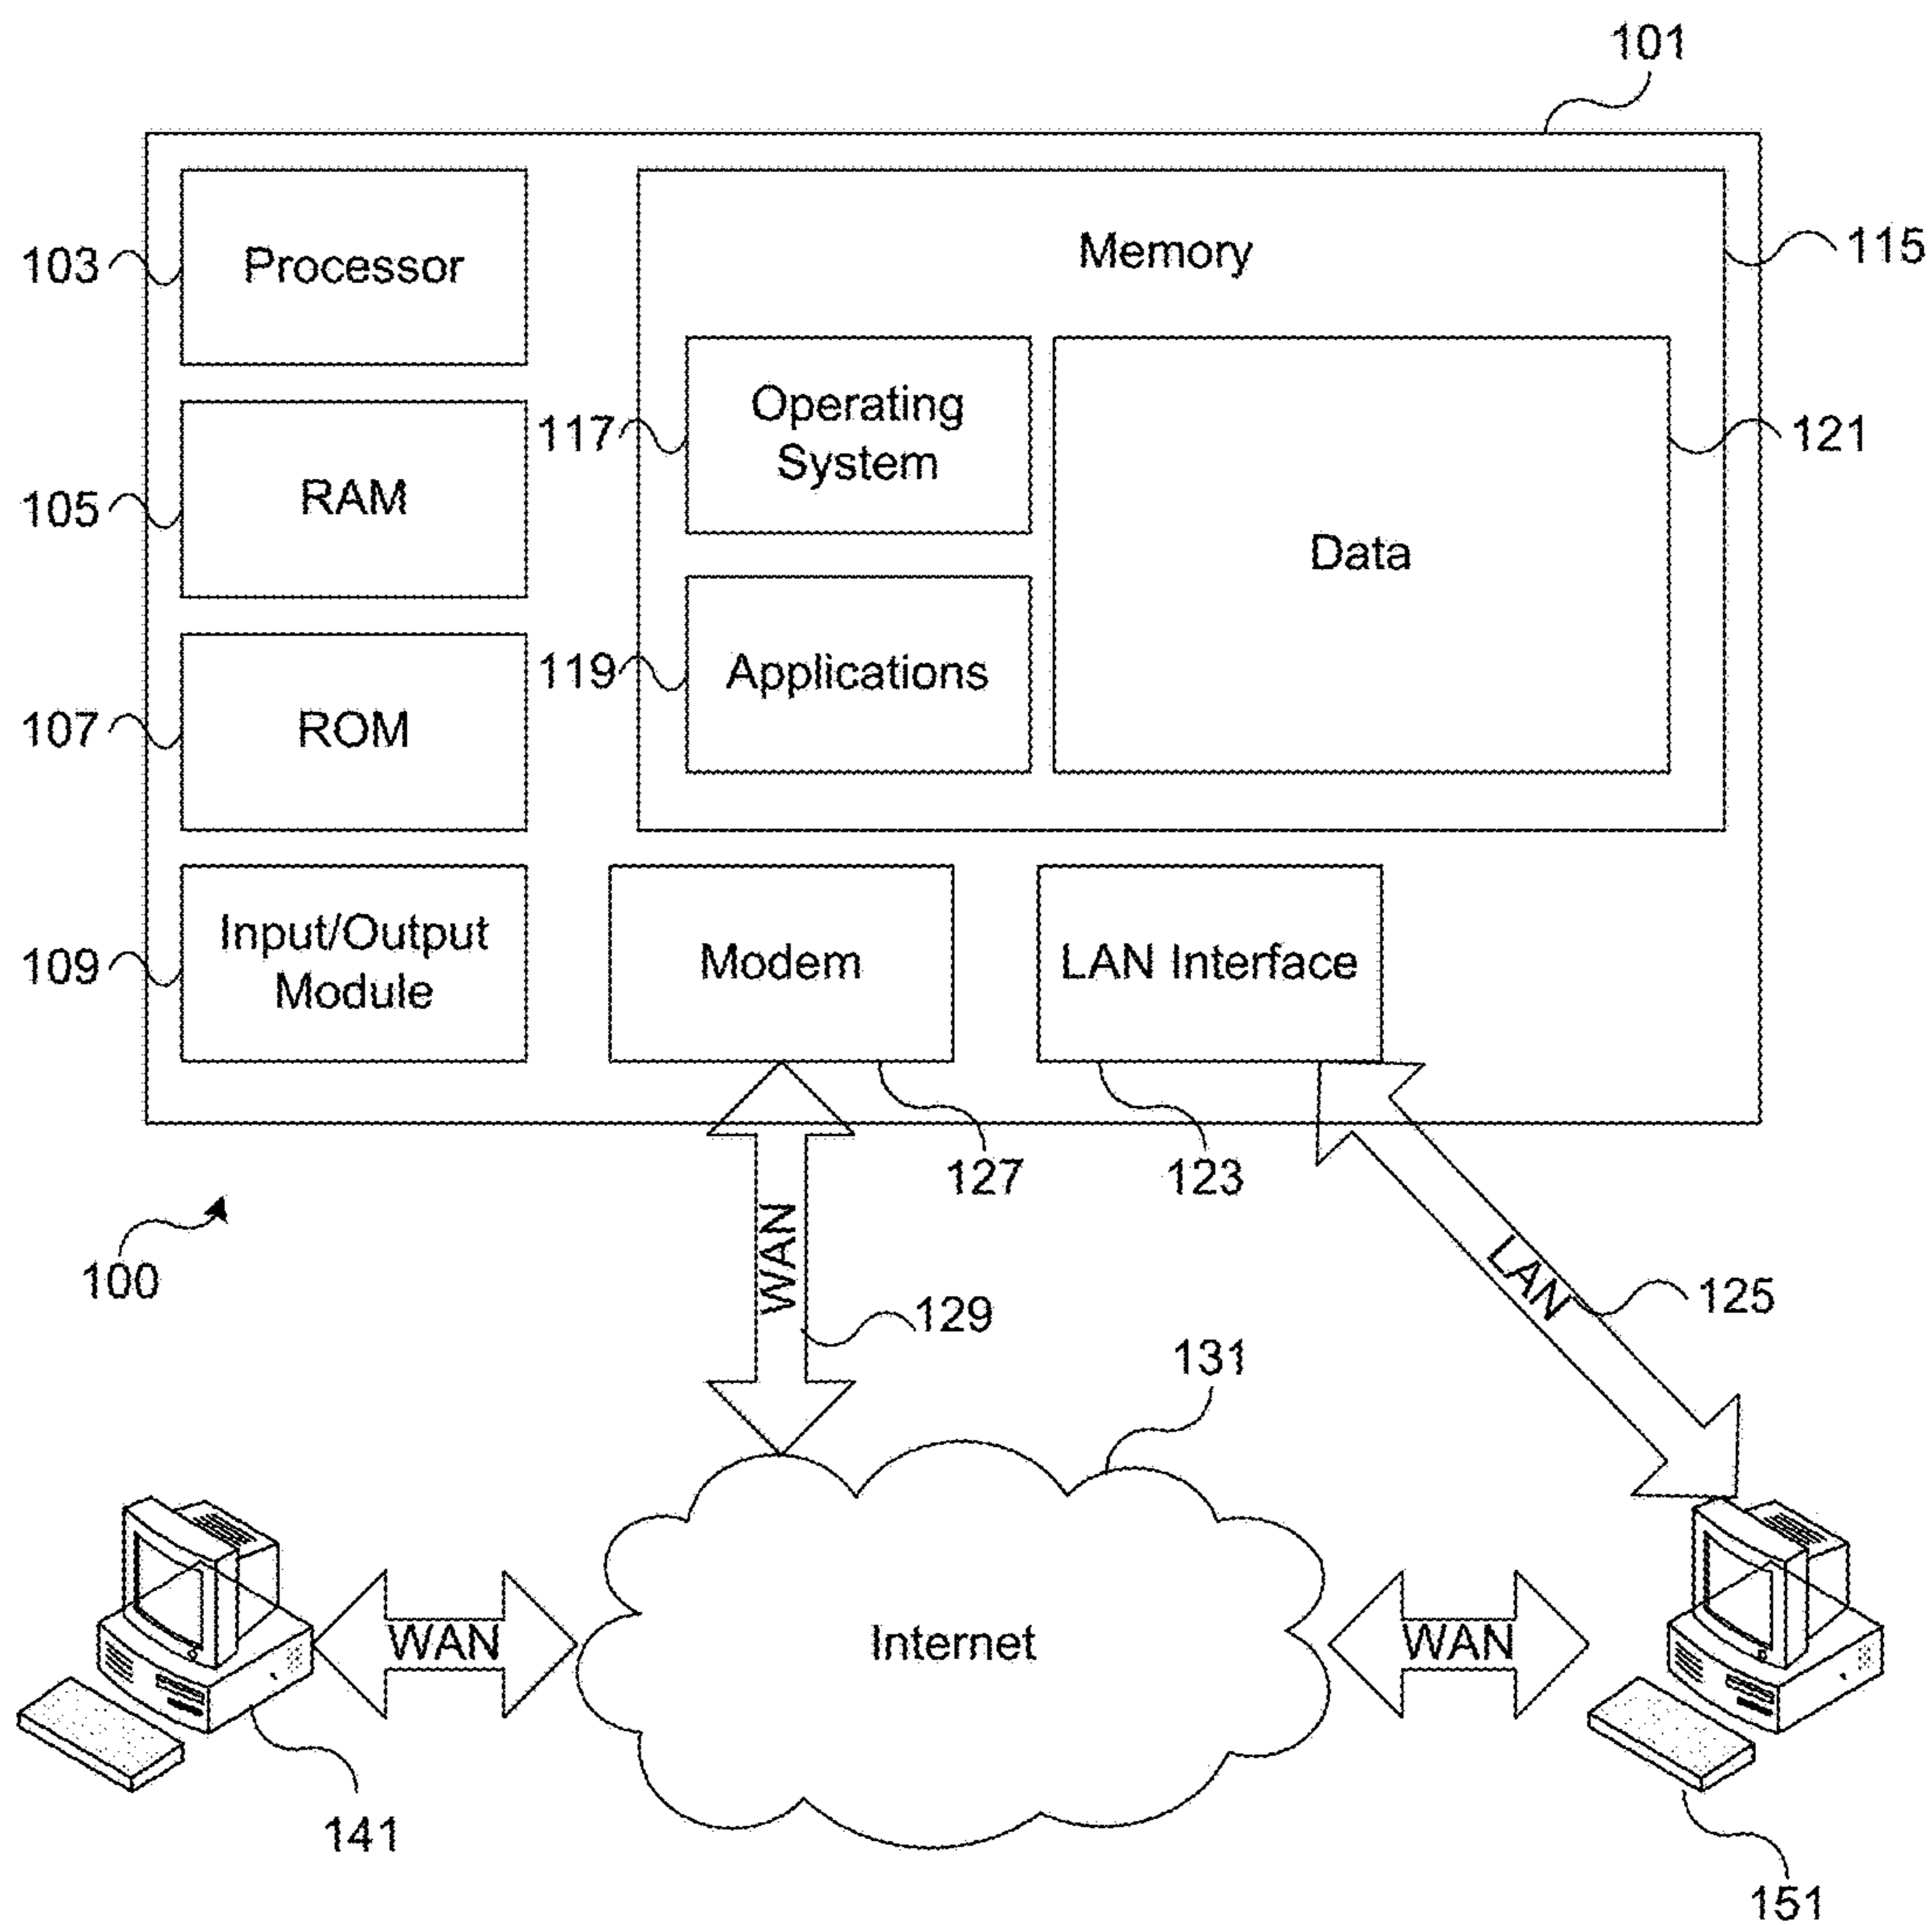 101
Processor
103
Memory
115
Operating
System
117
121
RAM
105
Data
Applications
119
ROM
107
Input/Output
Module
109
Modem
LAN Interface
127
123
100
WAN
129
LAN
125
131
WAN
Internet
WAN
141
151